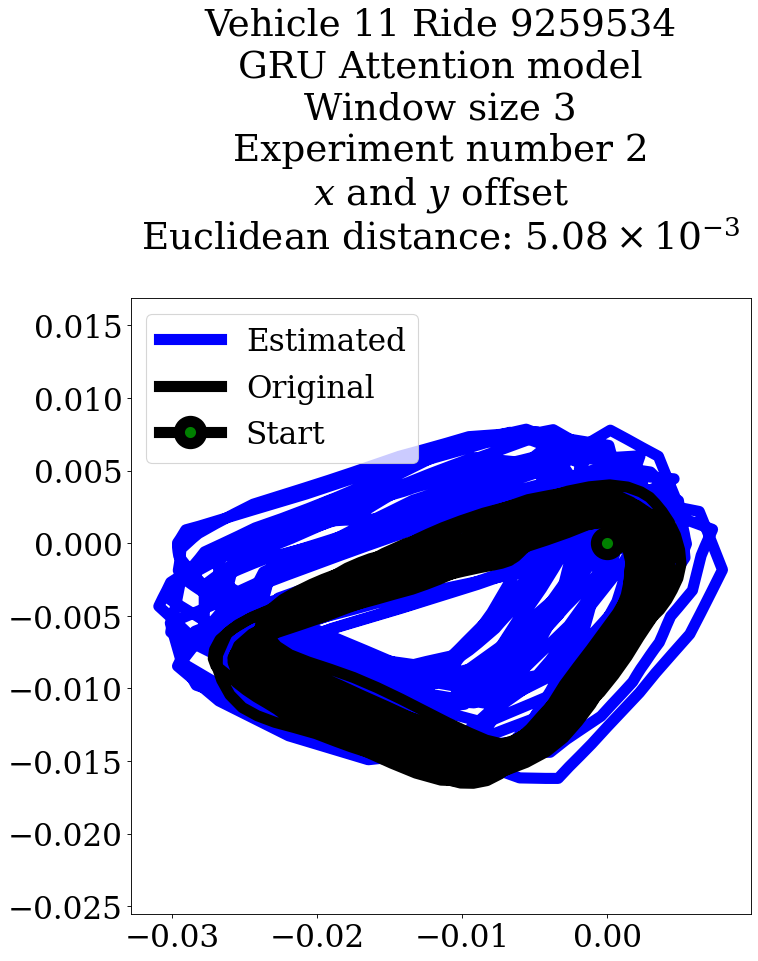 Vehicle 11 Ride 9259534
GRU Attention model
Window size 3
Experiment number 2
x and y offset
Euclidean distance: 5.08 × 10⁻³
Estimated
Original
Start
0.015
0.010
0.005
0.000
−0.005
−0.010
−0.015
−0.020
−0.025
−0.03 −0.02 −0.01 0.00